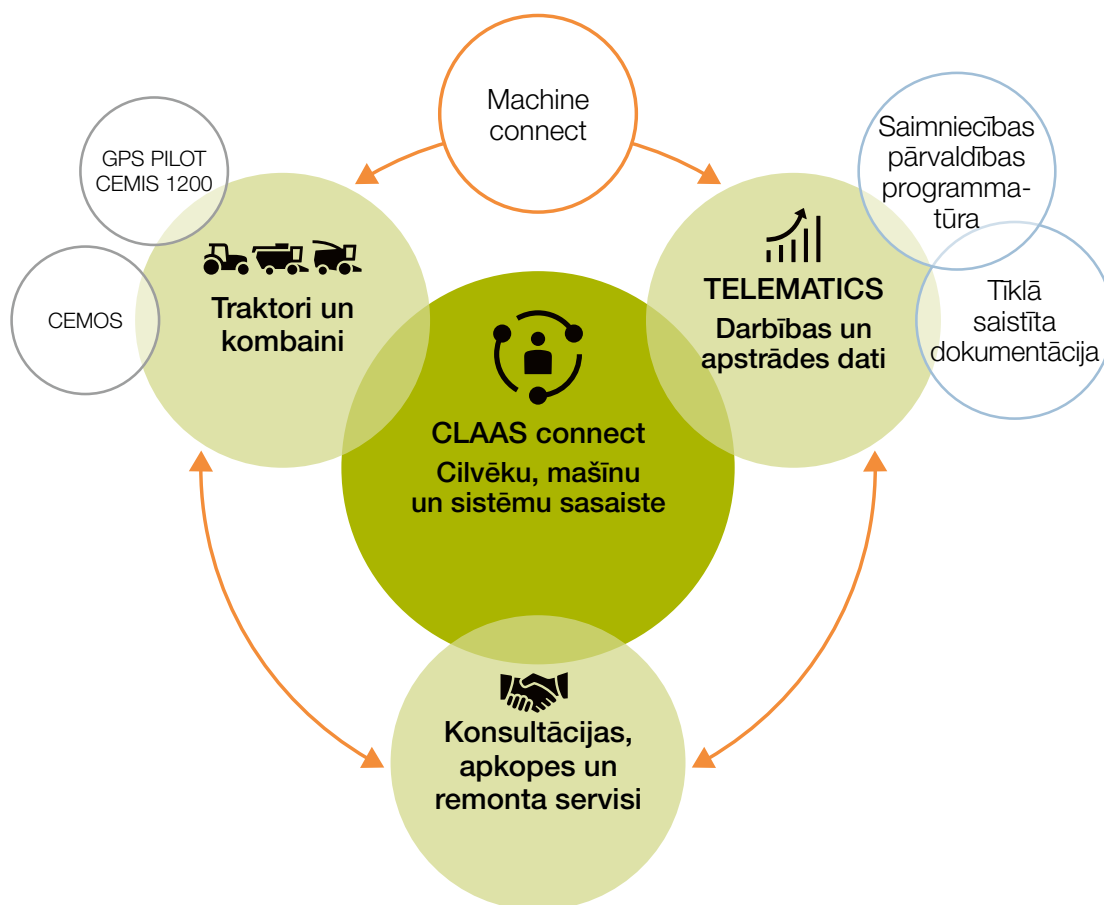 Machine
connect
GPS PILOT
CEMIS 1200
CEMOS
Traktori un
kombaini
Saimniecības
pārvaldības
programma-
tūra
TELEMATICS
Darbības un
apstrādes dati
Tīklā
saistīta
dokumentācija
CLAAS connect
Cilvēku, mašīnu
un sistēmu sasaiste
Konsultācijas,
apkopes un
remonta servisi